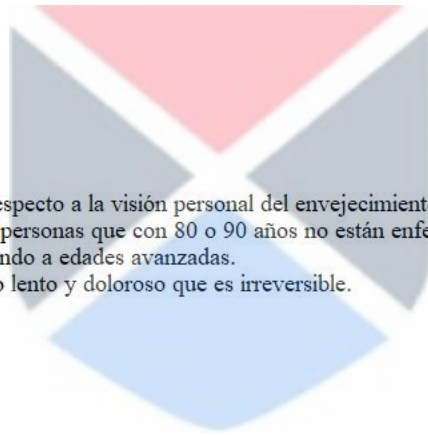 especto a la visión personal del envejecimient
personas que con 80 o 90 años no están enfe
ndo a edades avanzadas.
o lento y doloroso que es irreversible.